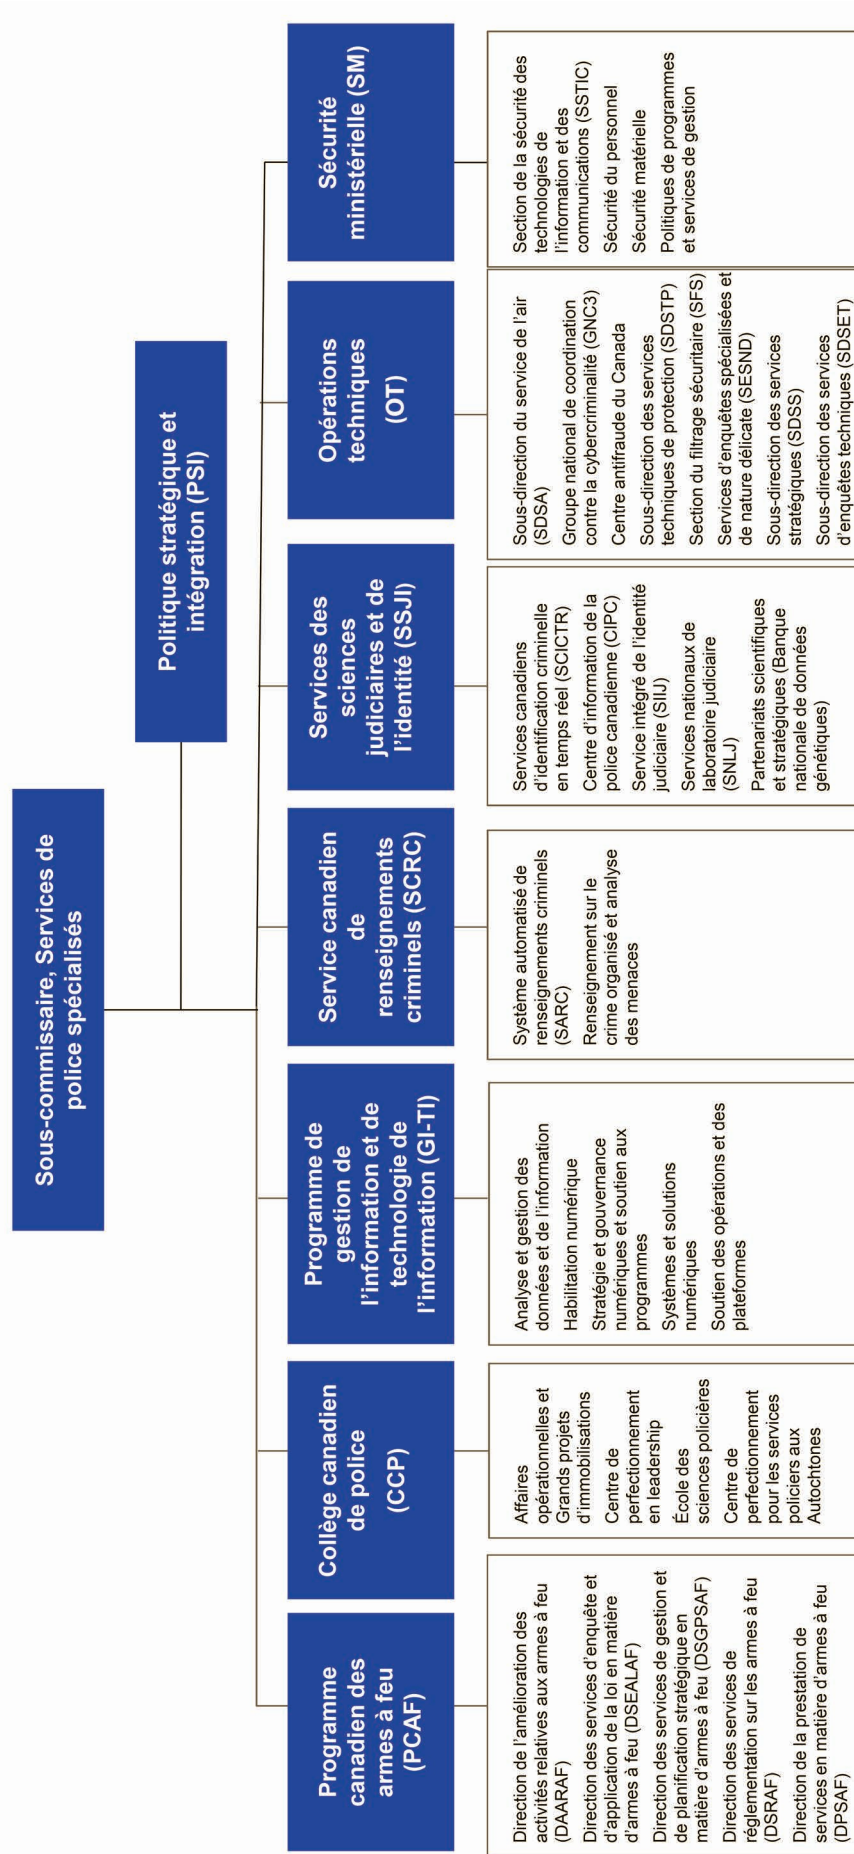 Sous-commissaire, Services de
police spécialisés
Politique stratégique et
intégration (PSI)
Programme
canadien des
armes à feu
(PCAF)
Direction de l'amélioration des
activités relatives aux armes à feu
(DAARAF)
Direction des services d'enquête et
d'application de la loi en matière
d'armes à feu (DSEALAF)
Direction des services de gestion et
de planification stratégique en
matière d'armes à feu (DSGPSAF)
Direction des services de
réglementation sur les armes à feu
(DSRAF)
Direction de la prestation de
services en matière d'armes à feu
(DPSAF)
Collège canadien
de police
(CCP)
Affaires
opérationnelles et
Grands projets
d'immobilisations
Centre de
perfectionnement
en leadership
École des
sciences policières
Centre de
perfectionnement
pour les services
policiers aux
Autochtones
Programme de
gestion de
l'information et de
technologie de
l'information (GI-TI)
Analyse et gestion des
données et de l'information
Habilitation numérique
Stratégie et gouvernance
numériques et soutien aux
programmes
Systèmes et solutions
numériques
Soutien des opérations et des
plateformes
Service canadien
de
renseignements
criminels (SCRC)
Système automatisé de
renseignements criminels
(SARC)
Renseignement sur le
crime organisé et analyse
des menaces
Services des
sciences
judiciaires et de
l'identité (SSJI)
Services canadiens
d'identification criminelle
en temps réel (SCICTR)
Centre d'information de la
police canadienne (CIPC)
Service intégré de l'identité
judiciaire (SIIJ)
Services nationaux de
laboratoire judiciaire
(SNLJ)
Partenariats scientifiques
et stratégiques (Banque
nationale de données
génétiques)
Opérations
techniques
(OT)
Sous-direction du service de l'air
(SDSA)
Groupe national de coordination
contre la cybercriminalité (GNC3)
Centre antifraude du Canada
Sous-direction des services
techniques de protection (SDSTP)
Section du filtrage sécuritaire (SFS)
Services d'enquêtes spécialisées et
de nature délicate (SESND)
Sous-direction des services
stratégiques (SDSS)
Sous-direction des services
d'enquêtes techniques (SDSET)
Sécurité
ministérielle (SM)
Section de la sécurité des
technologies de
l'information et des
communications (SSTIC)
Sécurité du personnel
Sécurité matérielle
Politiques de programmes
et services de gestion